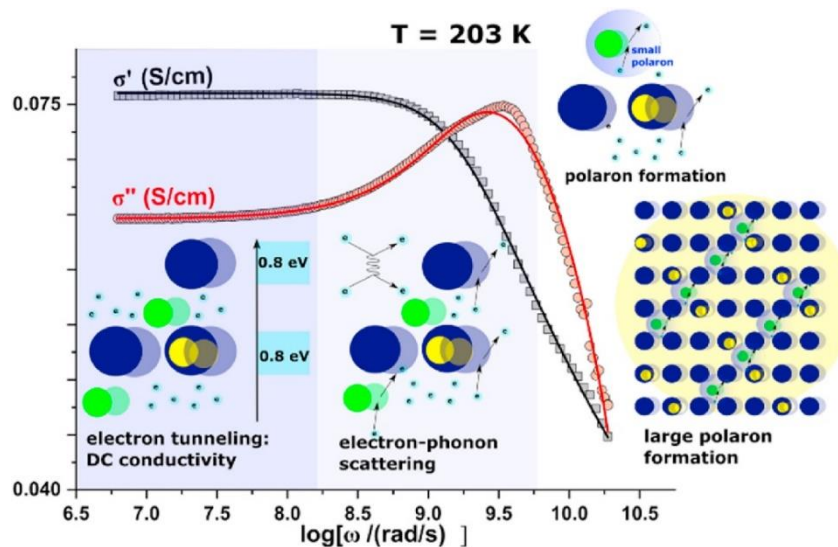 T = 203 K
small
polaron
σ' (S/cm)
0.075
σ'' (S/cm)
polaron formation
0.8 eV
0.8 eV
electron tunneling:
DC conductivity
electron-phonon
scattering
large polaron
formation
0.040
6.5 7.0 7.5 8.0 8.5 9.0 9.5 10.0 10.5
log[ω /(rad/s) ]